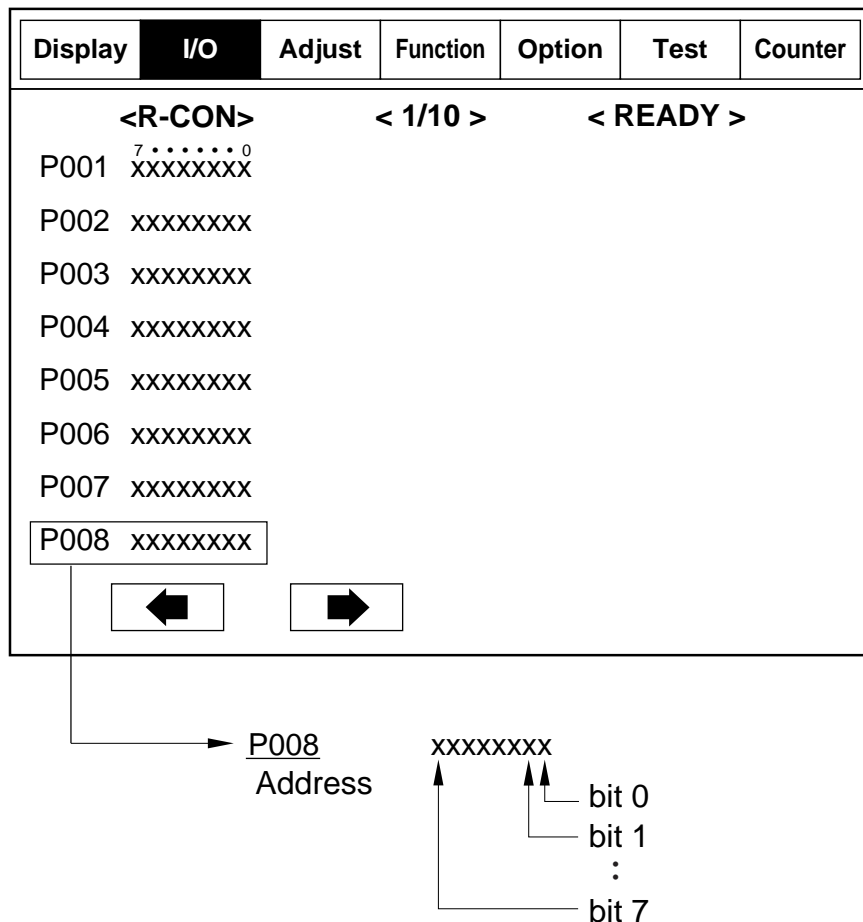 Display I/O Adjust Function Option Test Counter
<R-CON> < 1/10 > < READY >
7 • • • • • • 0
P001 xxxxxxxx
P002 xxxxxxxx
P003 xxxxxxxx
P004 xxxxxxxx
P005 xxxxxxxx
P006 xxxxxxxx
P007 xxxxxxxx
P008 xxxxxxxx
P008 xxxxxxxx
Address
bit 0
bit 1
:
bit 7